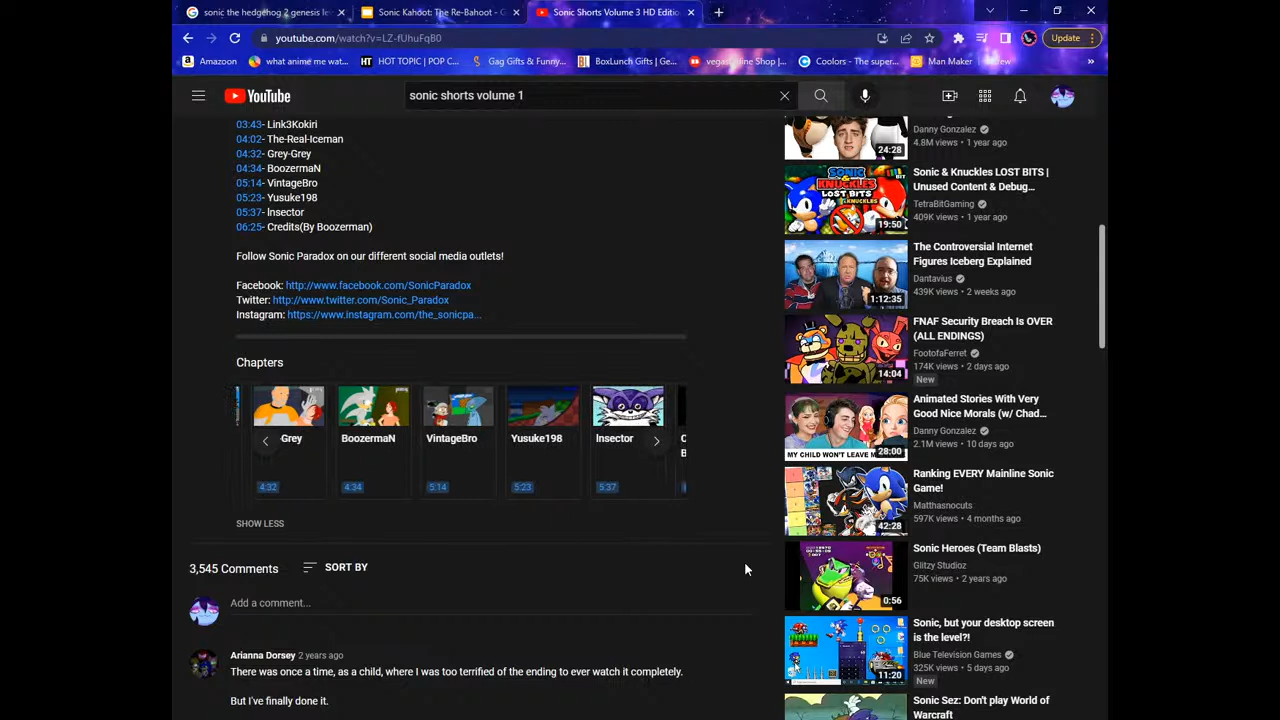 sonic the hedgehog 2 genesis le
Sonic Kahoot: The Re-Bahoot - G
Sonic Shorts Volume 3 HD Editio
youtube.com/watch?v=LZ-fUhuFqB0
Update
Amazoon
what animé me wat...
HOT TOPIC | POP C...
Gag Gifts & Funny...
BoxLunch Gifts | Ge...
vegas
nline Shop |...
Coolors - The super...
Man Maker
YouTube
sonic shorts volume 1
03:43- Link3Kokiri
04:02- The-Real-Iceman
04:32- Grey-Grey
04:34- BoozermaN
05:14- VintageBro
05:23- Yusuke198
05:37- Insector
06:25- Credits(By Boozerman)
Follow Sonic Paradox on our different social media outlets!
Facebook: http://www.facebook.com/SonicParadox
Twitter: http://www.twitter.com/Sonic_Paradox
Instagram: https://www.instagram.com/the_sonicpa...
Chapters
Grey
BoozermaN
VintageBro
Yusuke198
Insector
4:32
4:34
5:14
5:23
5:37
SHOW LESS
3,545 Comments
SORT BY
Add a comment...
Arianna Dorsey 2 years ago
There was once a time, as a child, where I was too terrified of the ending to ever watch it completely.
But I've finally done it.
24:28
Danny Gonzalez
4.8M views • 1 year ago
SONIC & KNUCKLES LOST BITS
19:50
Sonic & Knuckles LOST BITS |
Unused Content & Debug...
TetraBitGaming
409K views • 1 year ago
1:12:35
The Controversial Internet
Figures Iceberg Explained
Dantavius
439K views • 2 weeks ago
14:04
FNAF Security Breach Is OVER
(ALL ENDINGS)
FootofaFerret
174K views • 2 days ago
New
MY CHILD WON'T LEAVE M
28:00
Animated Stories With Very
Good Nice Morals (w/ Chad...
Danny Gonzalez
2.1M views • 10 days ago
42:28
Ranking EVERY Mainline Sonic
Game!
Matthasnocuts
597K views • 4 months ago
0:56
Sonic Heroes (Team Blasts)
Glitzy Studioz
75K views • 2 years ago
11:20
Sonic, but your desktop screen
is the level?!
Blue Television Games
325K views • 5 days ago
New
Sonic Sez: Don't play World of
Warcraft